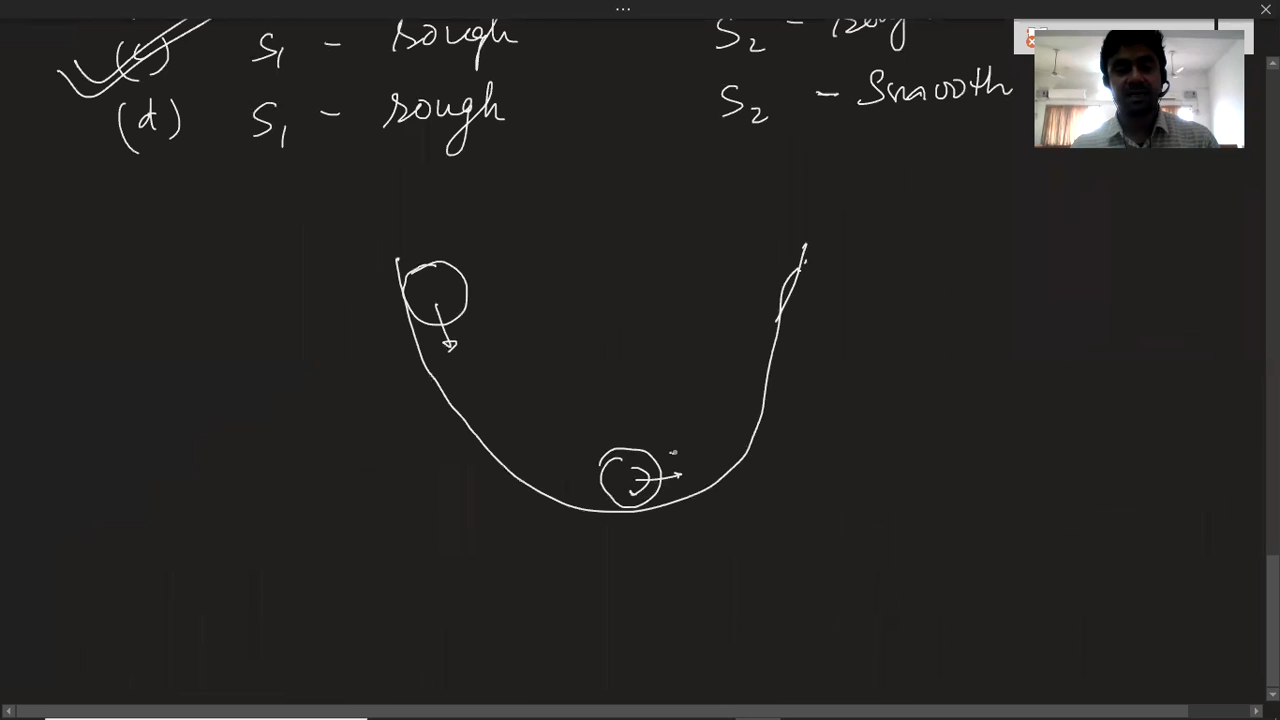 (c) S1 - rough S2 -
(d) S1 - rough S2 - Smooth